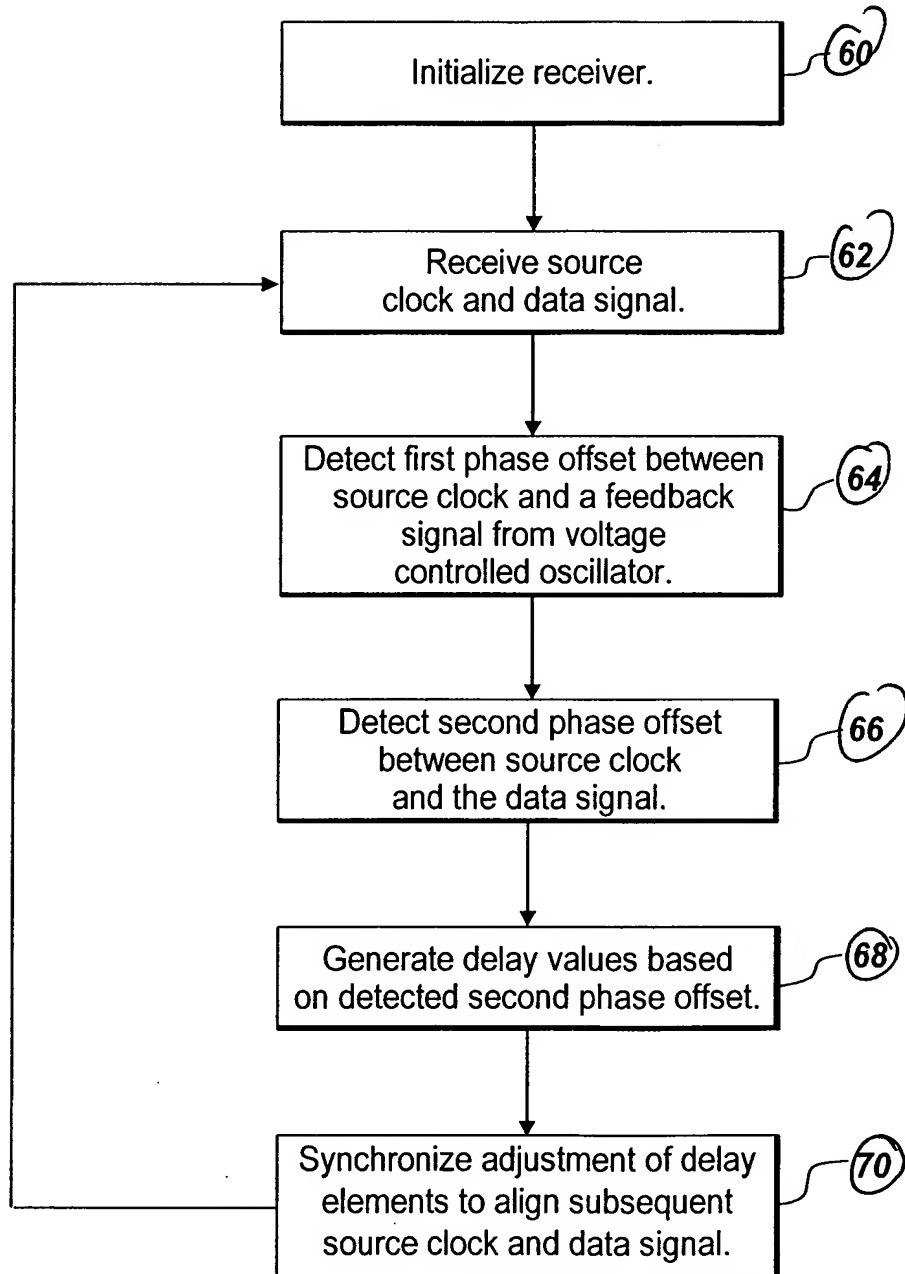 Initialize receiver.
60
Receive source
clock and data signal.
62
Detect first phase offset between
source clock and a feedback
signal from voltage
controlled oscillator.
64
Detect second phase offset
between source clock
and the data signal.
66
Generate delay values based
on detected second phase offset.
68
Synchronize adjustment of delay
elements to align subsequent
source clock and data signal.
70